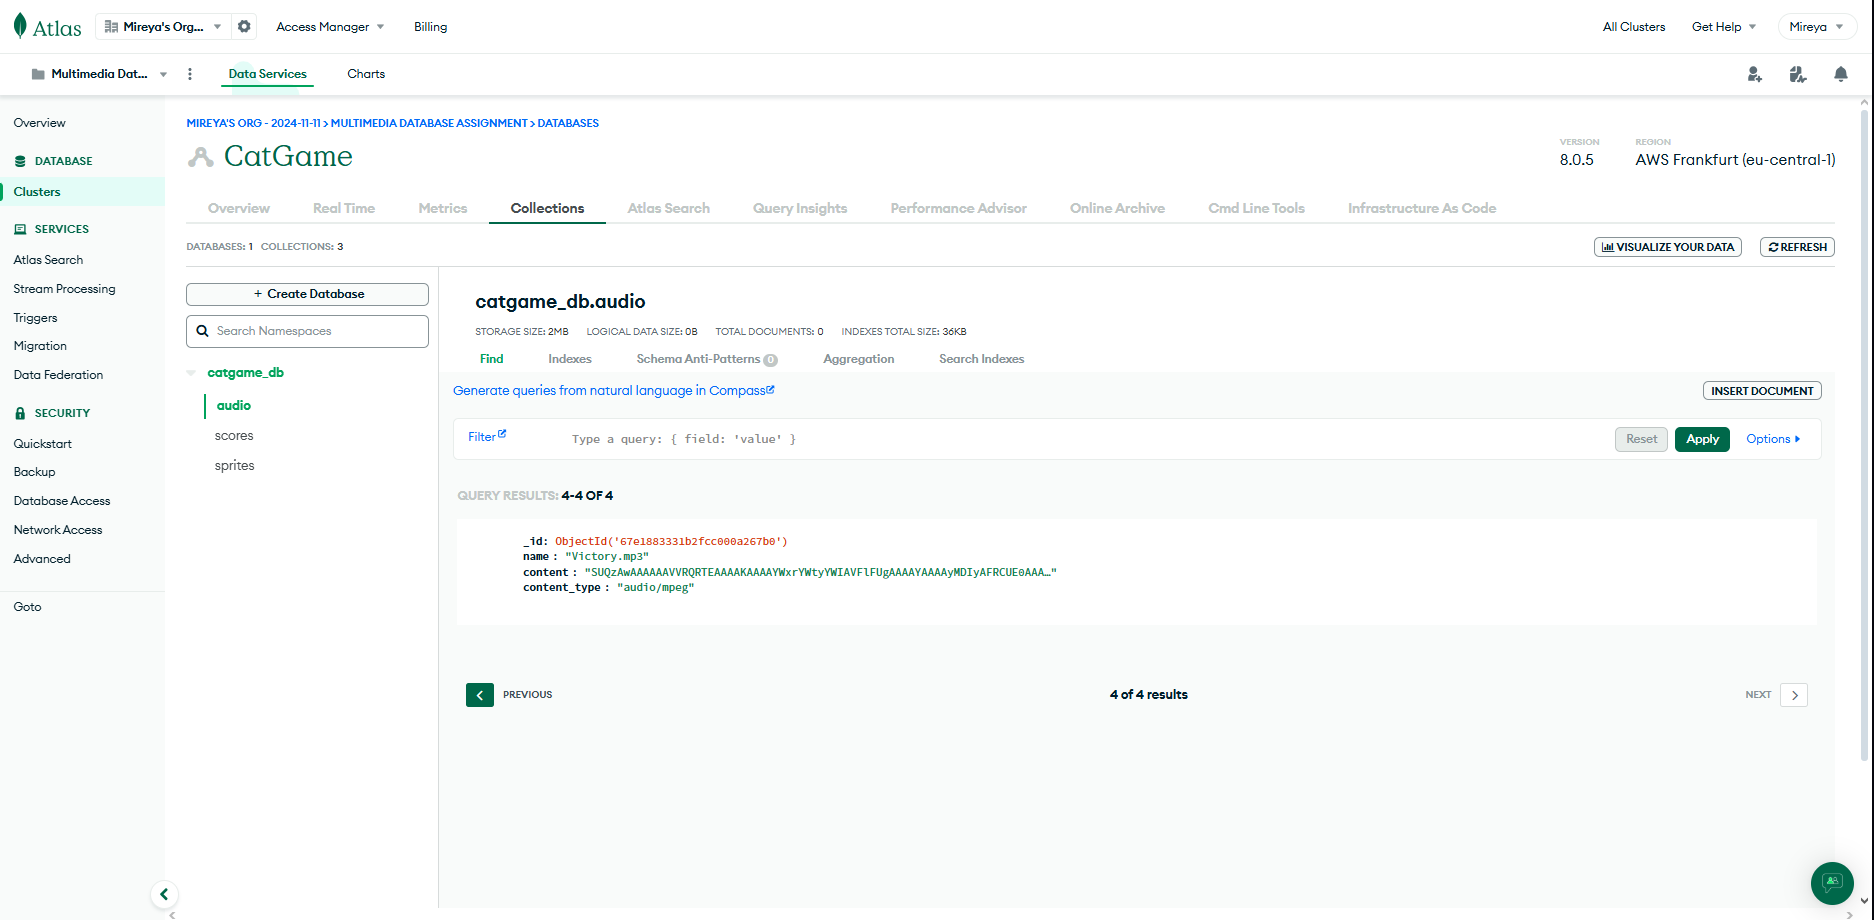 Atlas
Mireya's Org...
Access Manager
Billing
All Clusters
Get Help
Mireya
Multimedia Dat...
Data Services
Charts
Overview
DATABASE
Clusters
SERVICES
Atlas Search
Stream Processing
Triggers
Migration
Data Federation
SECURITY
Quickstart
Backup
Database Access
Network Access
Advanced
Goto
MIREYA'S ORG - 2024-11-11 > MULTIMEDIA DATABASE ASSIGNMENT > DATABASES
CatGame
VERSION
8.0.5
REGION
AWS Frankfurt (eu-central-1)
Overview
Real Time
Metrics
Collections
Atlas Search
Query Insights
Performance Advisor
Online Archive
Cmd Line Tools
Infrastructure As Code
DATABASES: 1 COLLECTIONS: 3
VISUALIZE YOUR DATA
REFRESH
+ Create Database
Search Namespaces
catgame_db
audio
scores
sprites
catgame_db.audio
STORAGE SIZE: 2MB LOGICAL DATA SIZE: 0B TOTAL DOCUMENTS: 0 INDEXES TOTAL SIZE: 36KB
Find
Indexes
Schema Anti-Patterns 0
Aggregation
Search Indexes
Generate queries from natural language in Compass
INSERT DOCUMENT
Filter
Type a query: { field: 'value' }
Reset
Apply
Options
QUERY RESULTS: 4-4 OF 4
_id: ObjectId('67e1883331b2fcc000a267b0')
name : "Victory.mp3"
content : "SUQzAwAAAAAAVVRQRTEAAAAKAAAAYWxrYWtyYWIAVFlFUgAAAAYAAAAyMDIyAFRCUE0AAA…"
content_type : "audio/mpeg"
PREVIOUS
4 of 4 results
NEXT